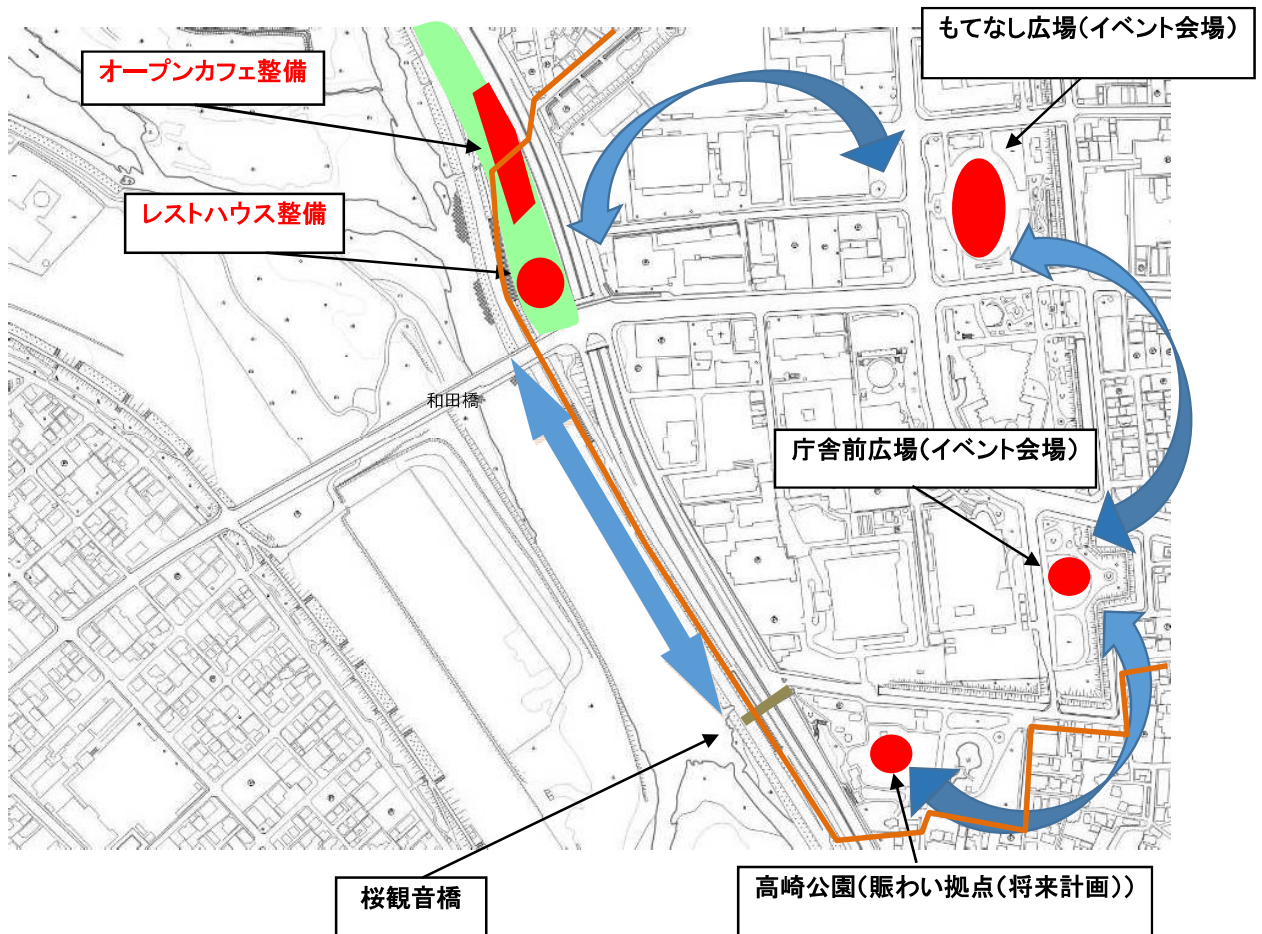 もてなし広場(イベント会場)
オープンカフェ整備
レストハウス整備
和田橋
庁舎前広場(イベント会場)
桜観音橋
高崎公園(賑わい拠点(将来計画))